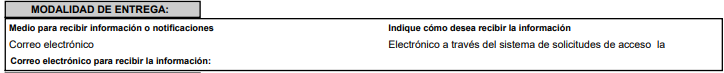 MODALIDAD DE ENTREGA:
Medio para recibir información o notificaciones
Indique cómo desea recibir la información
Correo electrónico
Electrónico a través del sistema de solicitudes de acceso la
Correo electrónico para recibir la información: